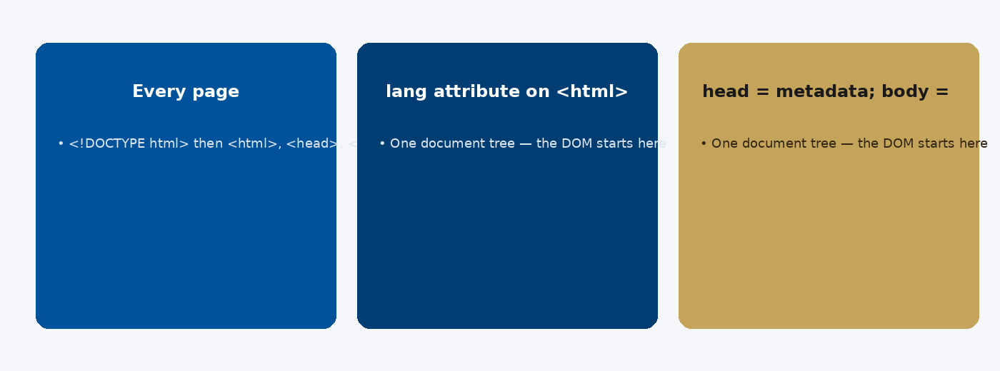 Every page
• <!DOCTYPE html> then <html>, <head>, <
lang attribute on <html>
• One document tree — the DOM starts here
head = metadata; body =
• One document tree — the DOM starts here